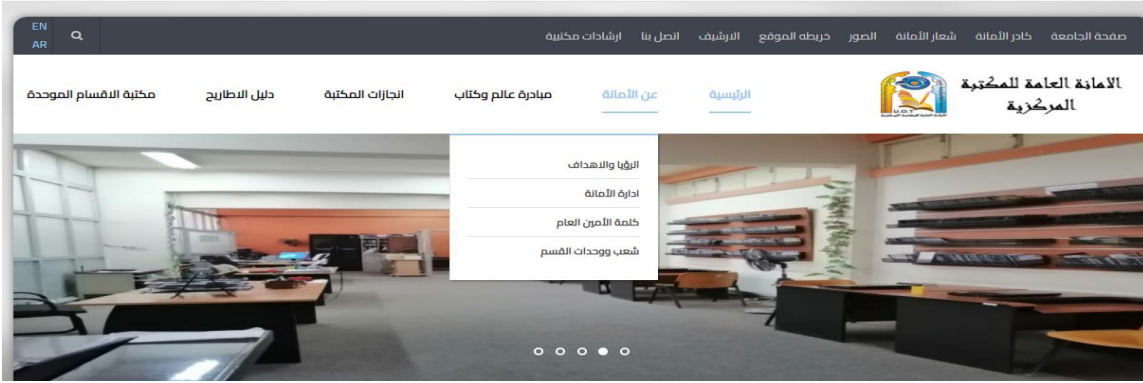 صفحة الجامعة كادر الأمانة شعار الأمانة الصور خريطه الموقع الارشيف اتصل بنا ارشادات مكتبية
EN
AR
الامانة العامة للمكتبة
المركزية
U.O.T
الرئيسية عن الأمانة مبادرة عالم وكتاب انجازات المكتبة دليل الاطاريح مكتبة الاقسام الموحدة
الرؤيا والاهداف
ادارة الأمانة
كلمة الأمين العام
شعب ووحدات القسم